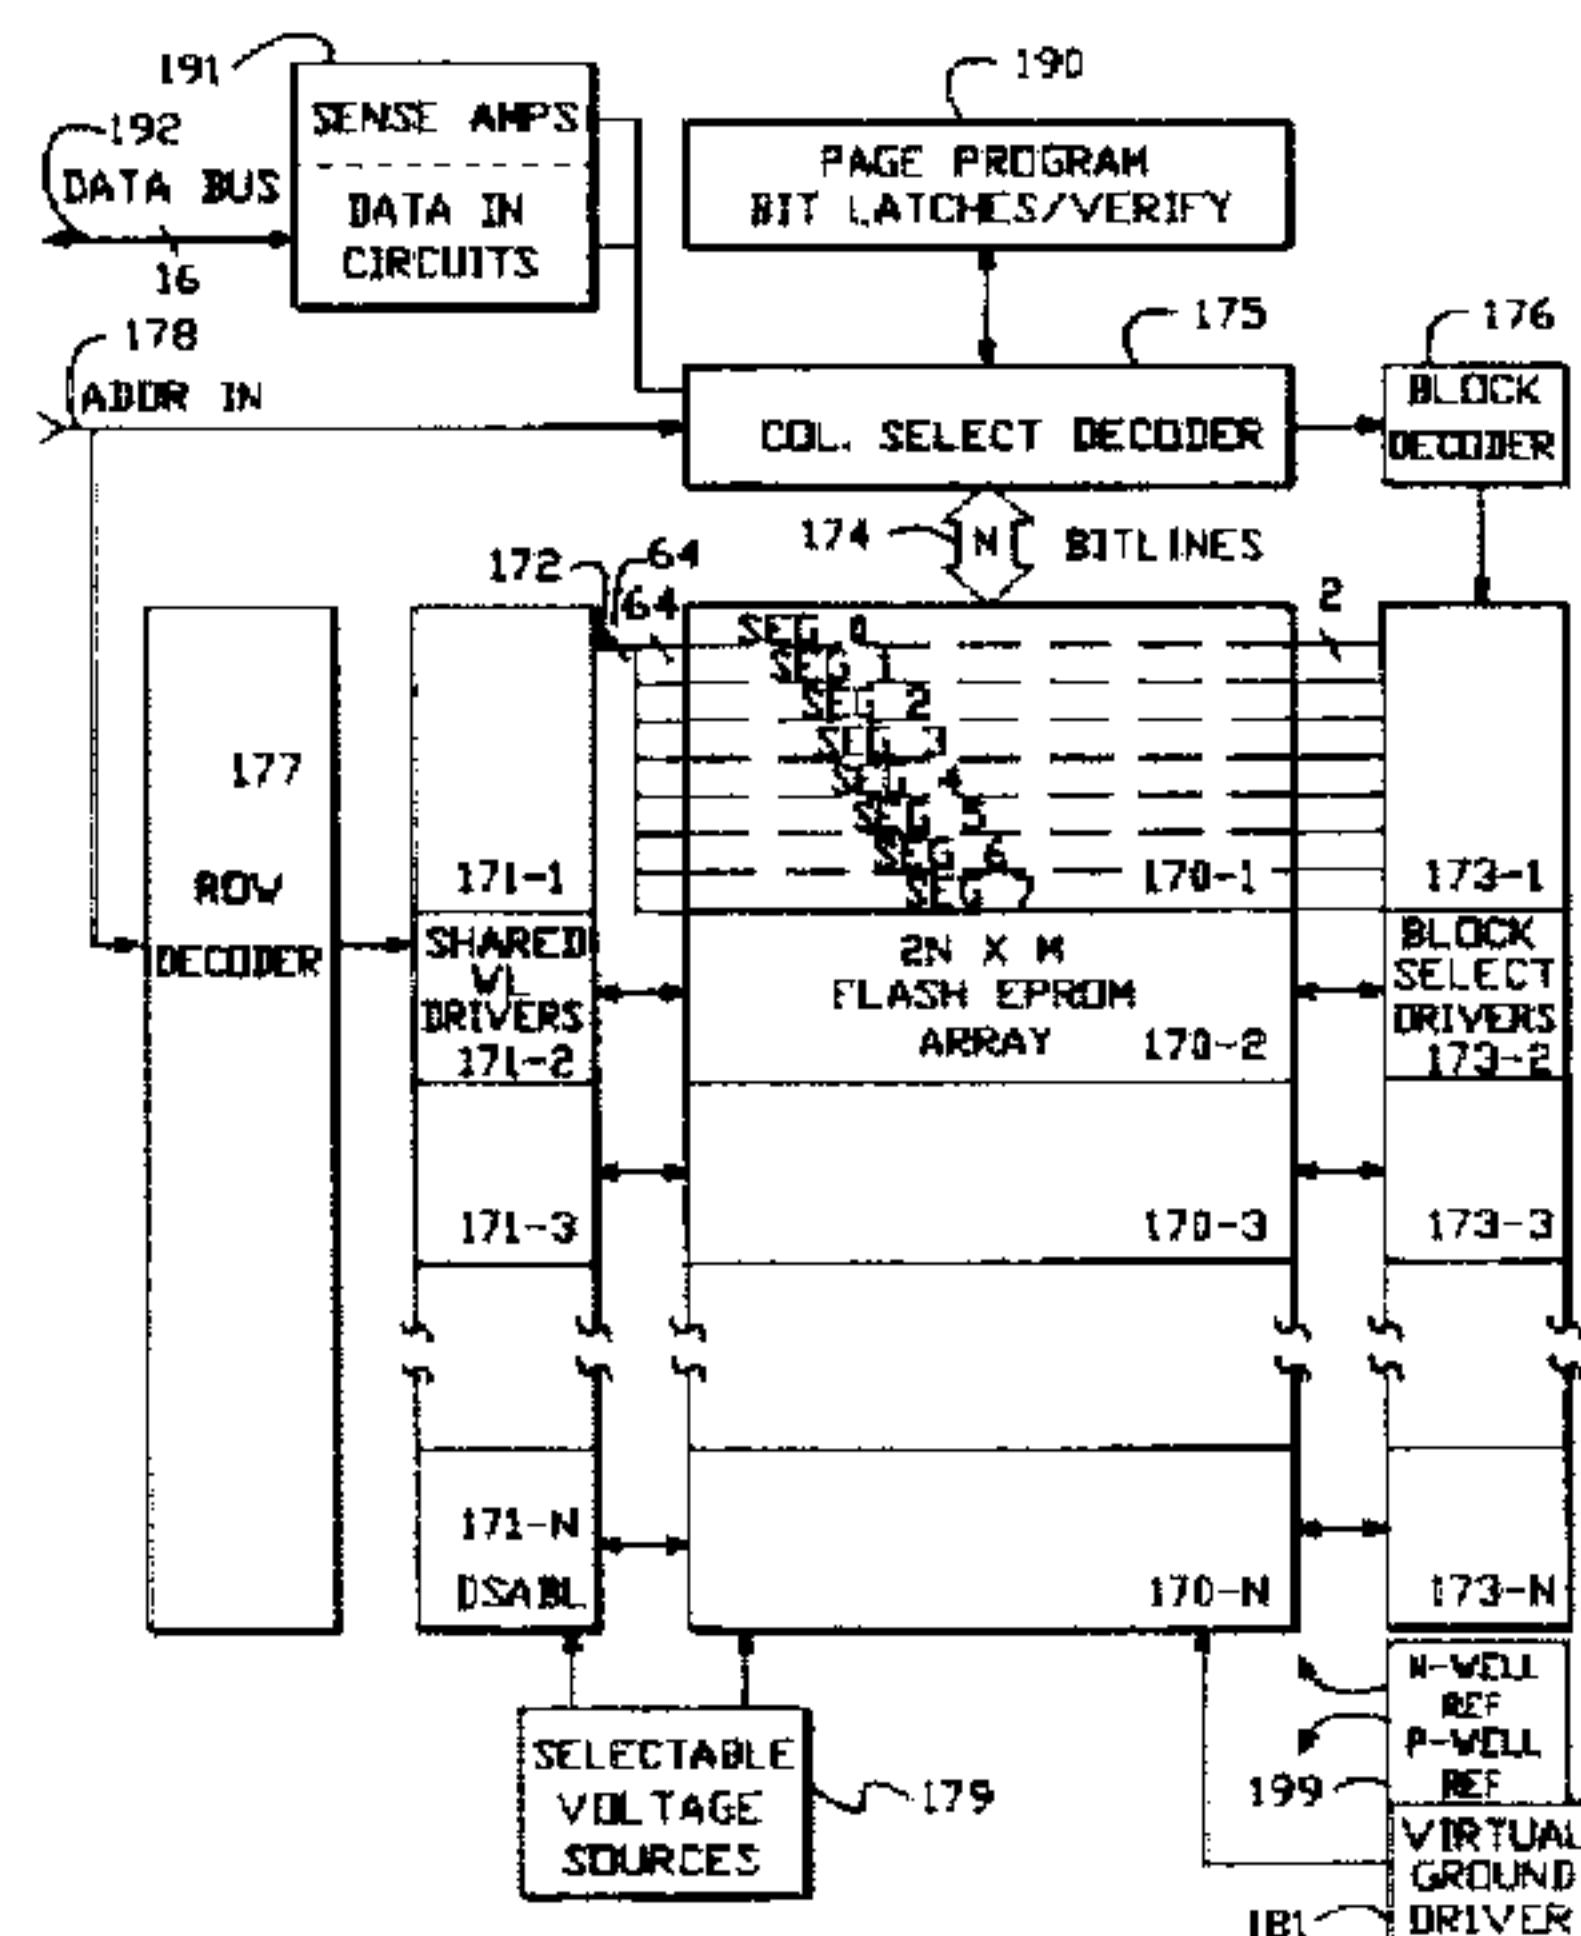 191
SENSE AMPS
DATA IN
CIRCUITS
192
DATA BUS
16
190
PAGE PROGRAM
BIT LATCHES/VERIFY
178
ADDR IN
175
COL. SELECT DECODER
176
BLOCK
DECODER
174
N
BITLINES
172
64
64
2
177
ROW
DECODER
171-1
SHARED
WL
DRIVERS
171-2
171-3
171-N
DSABL
SEG 0
SEG 1
SEG 2
SEG 3
SEG 4
SEG 5
SEG 6
SEG 7
170-1
2N X M
FLASH EPROM
ARRAY
170-2
170-3
170-N
173-1
BLOCK
SELECT
DRIVERS
173-2
173-3
173-N
SELECTABLE
VOLTAGE
SOURCES
179
N-WELL
REF
P-WELL
REF
199
VIRTUAL
GROUND
DRIVER
181